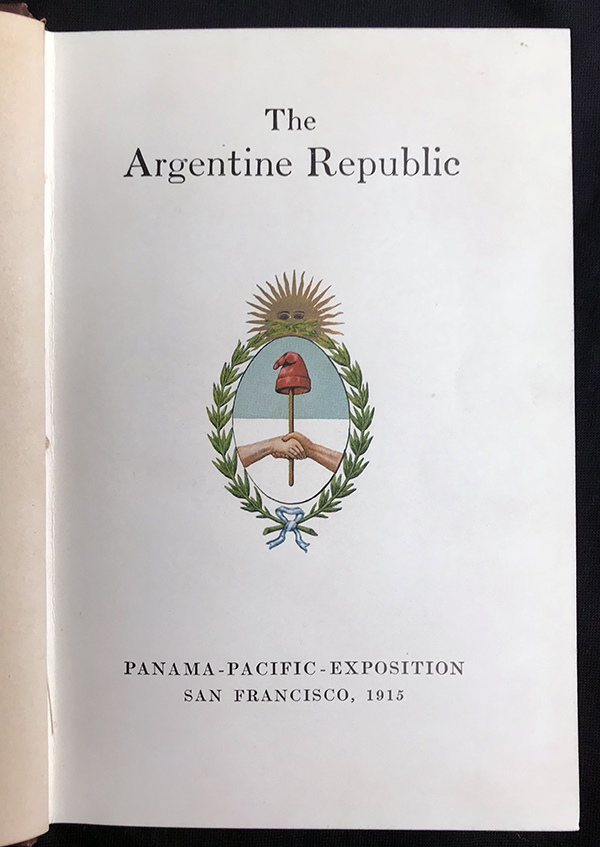 The
Argentine Republic
PANAMA-PACIFIC-EXPOSITION
SAN FRANCISCO, 1915